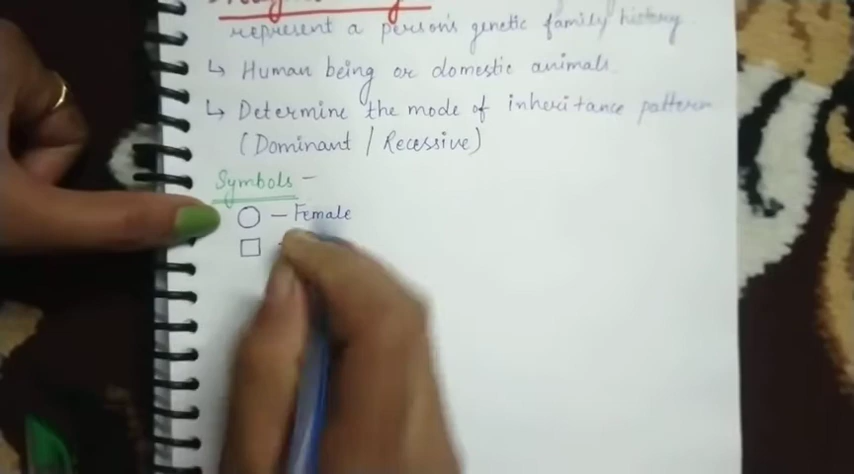 represent a person's genetic family history
↳ Human being or domestic animals
↳ Determine the mode of inheritance pattern
(Dominant / Recessive)
Symbols -
○ - Female
□ -